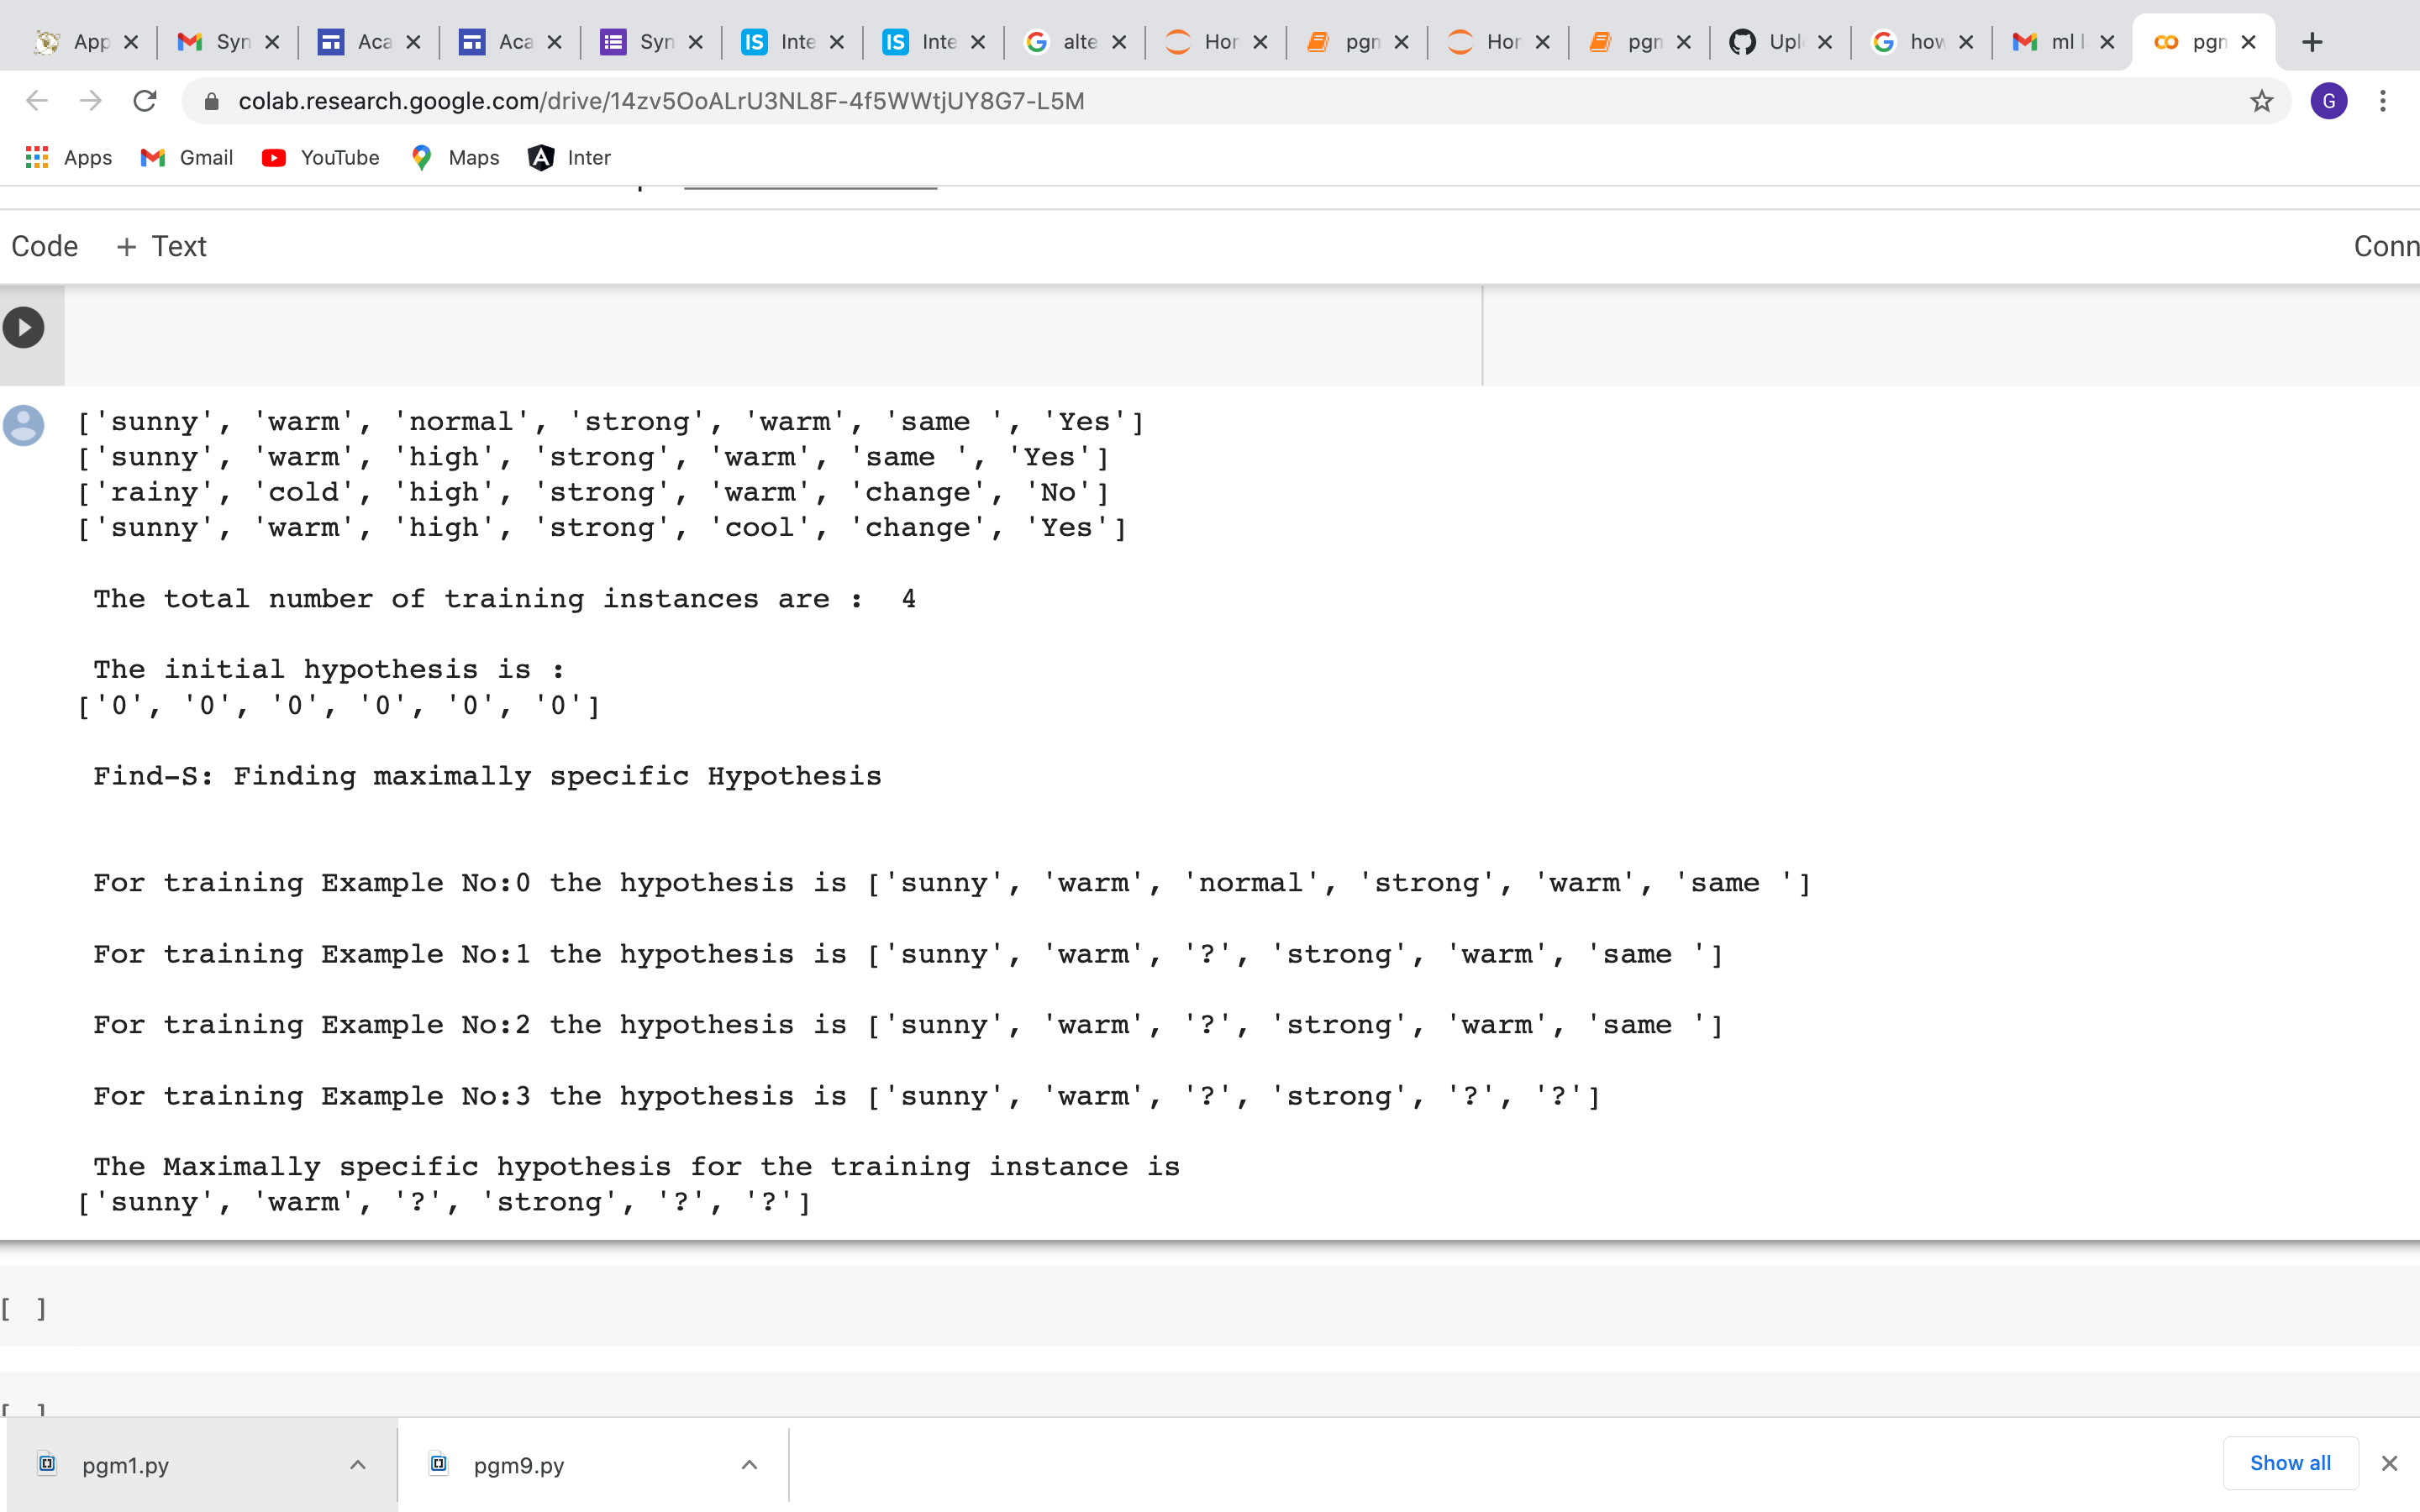 App Syn Aca Aca Syn Inte Inte alte Hor pgn Hor pgn Upl how ml l pgn
colab.research.google.com/drive/14zv5OoALrU3NL8F-4f5WWtjUY8G7-L5M G
Apps Gmail YouTube Maps Inter
Code + Text Conn
['sunny', 'warm', 'normal', 'strong', 'warm', 'same ', 'Yes']
['sunny', 'warm', 'high', 'strong', 'warm', 'same ', 'Yes']
['rainy', 'cold', 'high', 'strong', 'warm', 'change', 'No']
['sunny', 'warm', 'high', 'strong', 'cool', 'change', 'Yes']
The total number of training instances are :  4
The initial hypothesis is :
['0', '0', '0', '0', '0', '0']
Find-S: Finding maximally specific Hypothesis
For training Example No:0 the hypothesis is ['sunny', 'warm', 'normal', 'strong', 'warm', 'same ']
For training Example No:1 the hypothesis is ['sunny', 'warm', '?', 'strong', 'warm', 'same ']
For training Example No:2 the hypothesis is ['sunny', 'warm', '?', 'strong', 'warm', 'same ']
For training Example No:3 the hypothesis is ['sunny', 'warm', '?', 'strong', '?', '?']
The Maximally specific hypothesis for the training instance is
['sunny', 'warm', '?', 'strong', '?', '?']
[ ]
[ ]
pgm1.py pgm9.py Show all